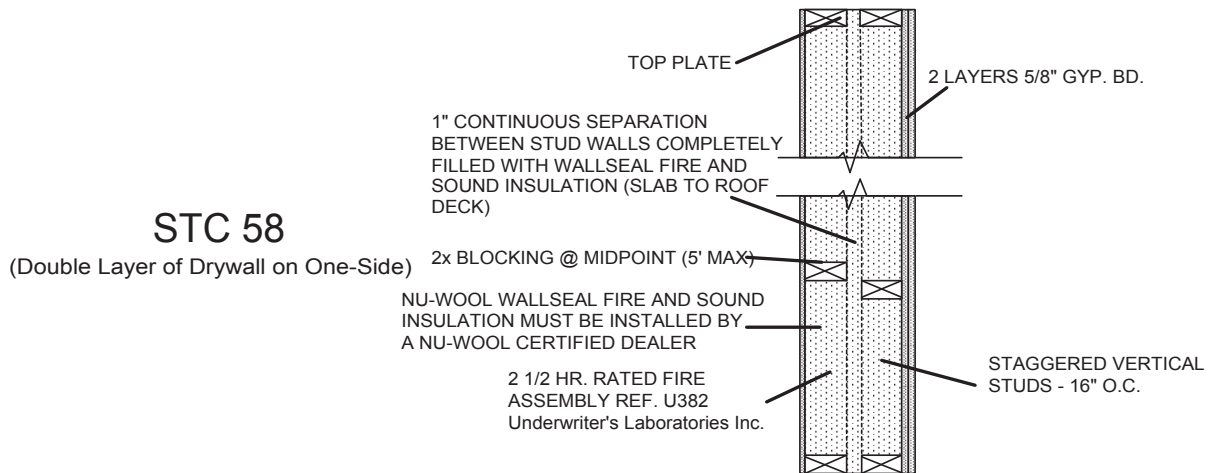 TOP PLATE
2 LAYERS 5/8" GYP. BD.
1" CONTINUOUS SEPARATION
BETWEEN STUD WALLS COMPLETELY
FILLED WITH WALLSEAL FIRE AND
SOUND INSULATION (SLAB TO ROOF
DECK)
STC 58
(Double Layer of Drywall on One-Side)
2x BLOCKING @ MIDPOINT (5' MAX)
NU-WOOL WALLSEAL FIRE AND SOUND
INSULATION MUST BE INSTALLED BY
A NU-WOOL CERTIFIED DEALER
2 1/2 HR. RATED FIRE
ASSEMBLY REF. U382
Underwriter's Laboratories Inc.
STAGGERED VERTICAL
STUDS - 16" O.C.